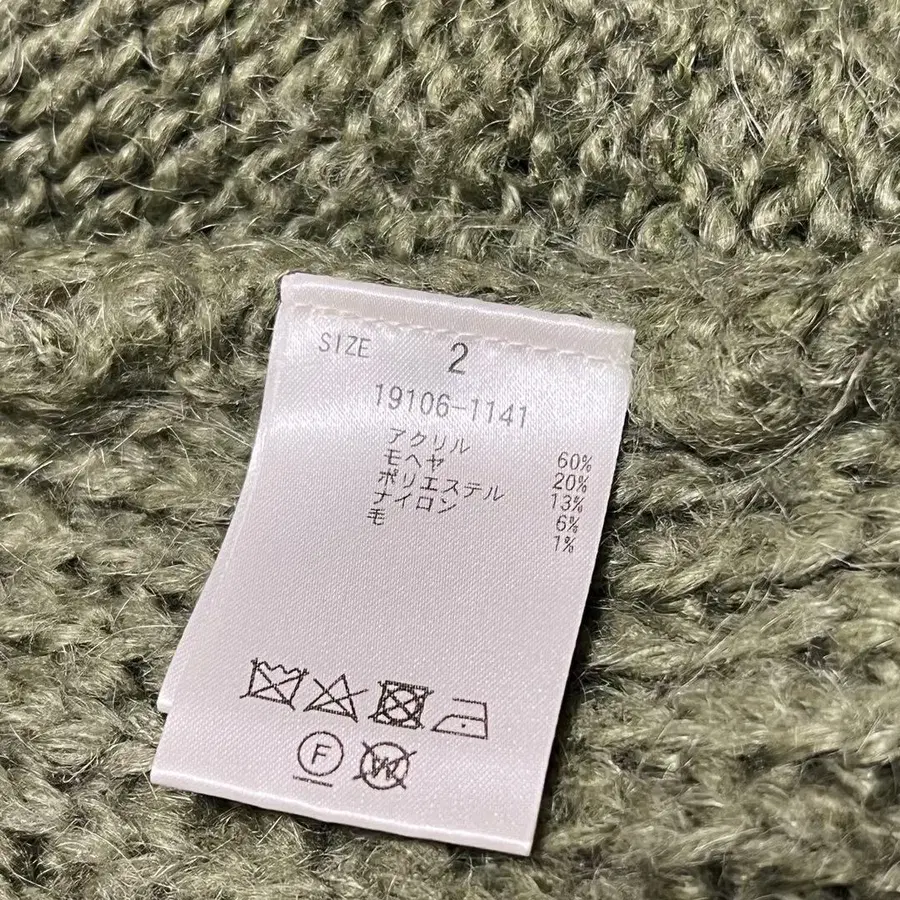 SIZE 2
19106-1141
アクリル 60%
モヘヤ 20%
ポリエステル 13%
ナイロン 6%
毛 1%
F W